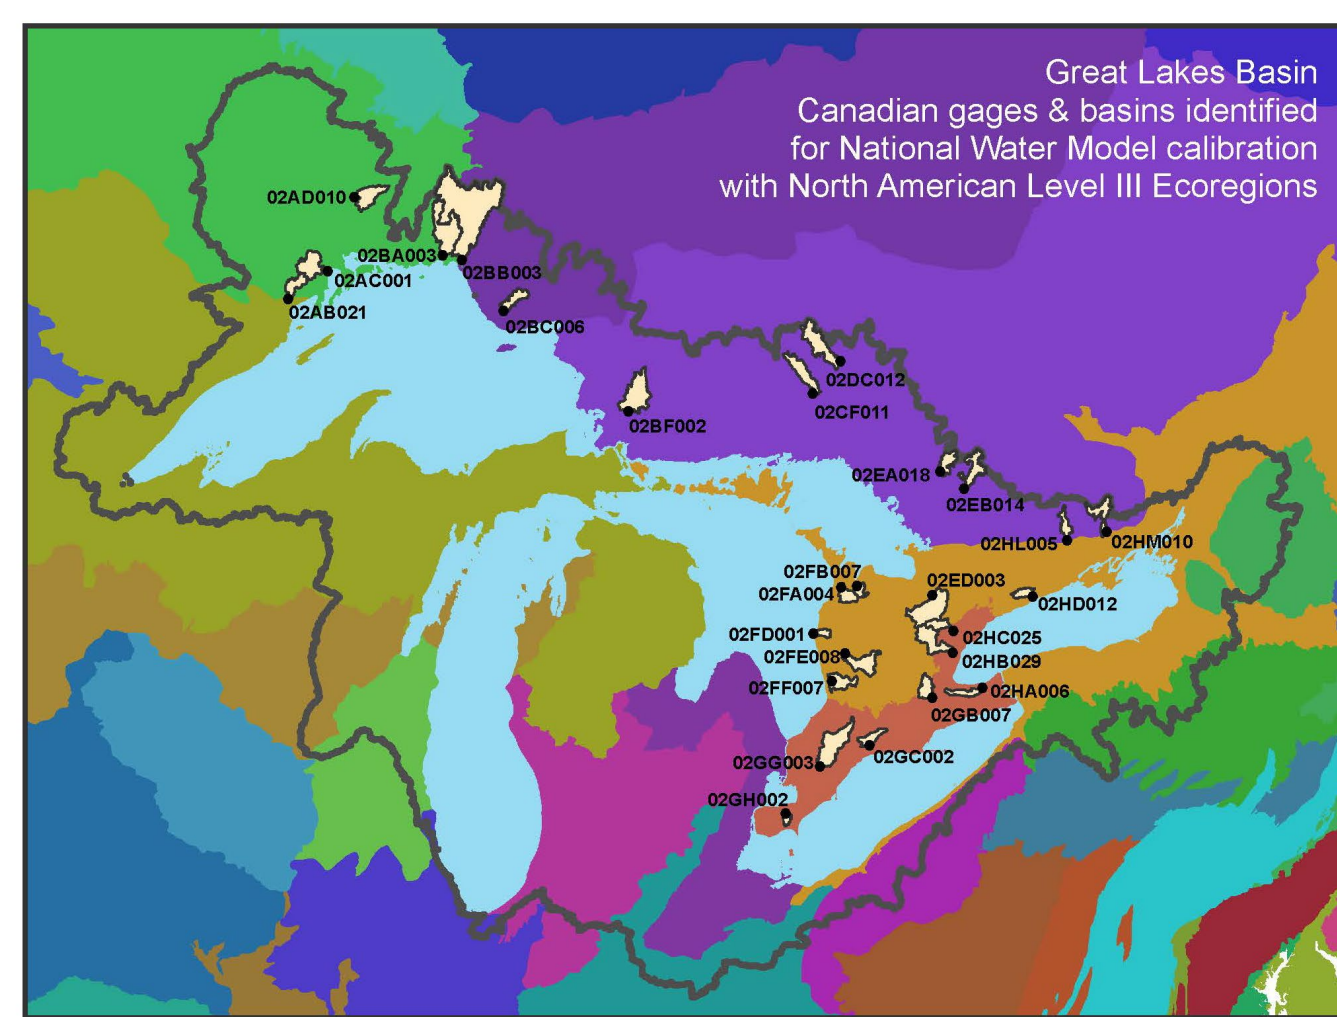 Great Lakes Basin
Canadian gages & basins identified
for National Water Model calibration
with North American Level III Ecoregions
02AD010
02BA003
02BB003
02AC001
02AB021
02BC006
02DC012
02CF011
02BF002
02EA018
02EB014
02HL005
02HM010
02FB007
02ED003
02FA004
02HD012
02FD001
02HC025
02FE008
02HB029
02FF007
02HA006
02GB007
02GC002
02GG003
02GH002